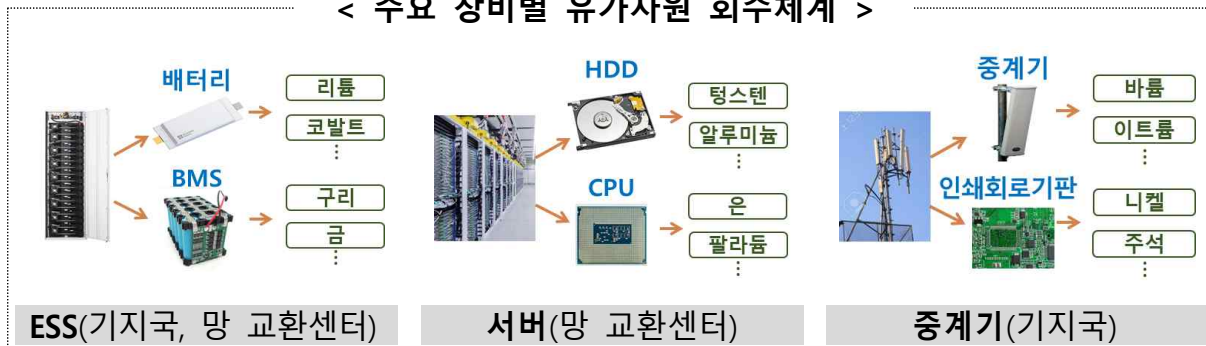 < 주요 장비별 유가자원 회수체계 >
배터리
리튬
코발트
⋮
BMS
구리
금
⋮
ESS(기지국, 망 교환센터)
HDD
텅스텐
알루미늄
⋮
CPU
은
팔라듐
⋮
서버(망 교환센터)
중계기
바륨
이트륨
⋮
인쇄회로기판
니켈
주석
⋮
중계기(기지국)